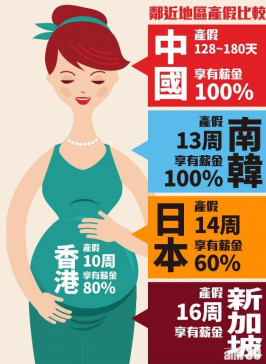 鄰近地區產假比較
中國
產假
128~180天
享有薪金
100%
南韓
產假
13周
享有薪金
100%
日本
產假
14周
享有薪金
60%
新加坡
產假
16周
享有薪金
100%
香港
產假
10周
享有薪金
80%